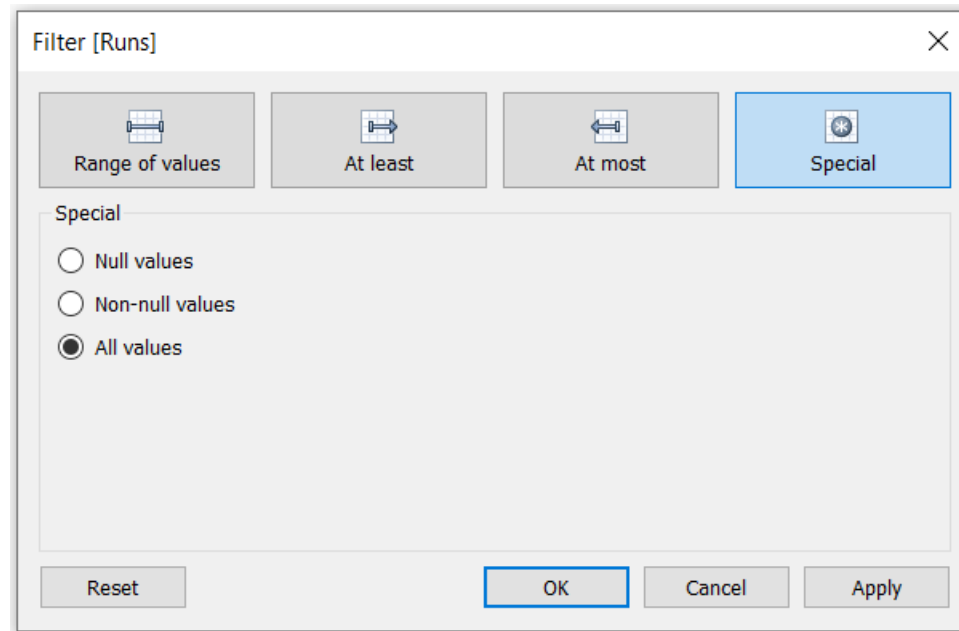 Filter [Runs]
Range of values
At least
At most
Special
Special
Null values
Non-null values
All values
Reset
OK
Cancel
Apply